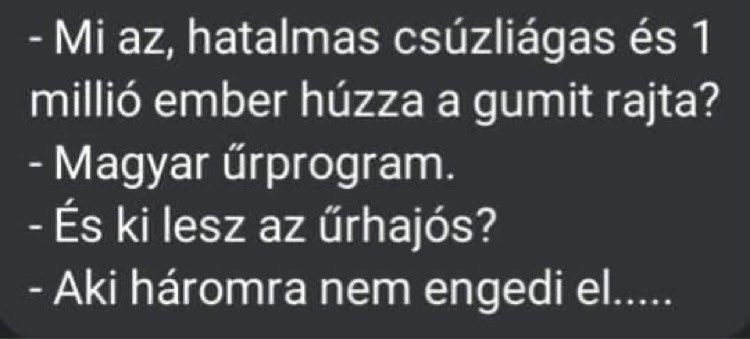 - Mi az, hatalmas csúzliágas és 1
millió ember húzza a gumit rajta?
- Magyar űrprogram.
- És ki lesz az űrhajós?
- Aki háromra nem engedi el.....